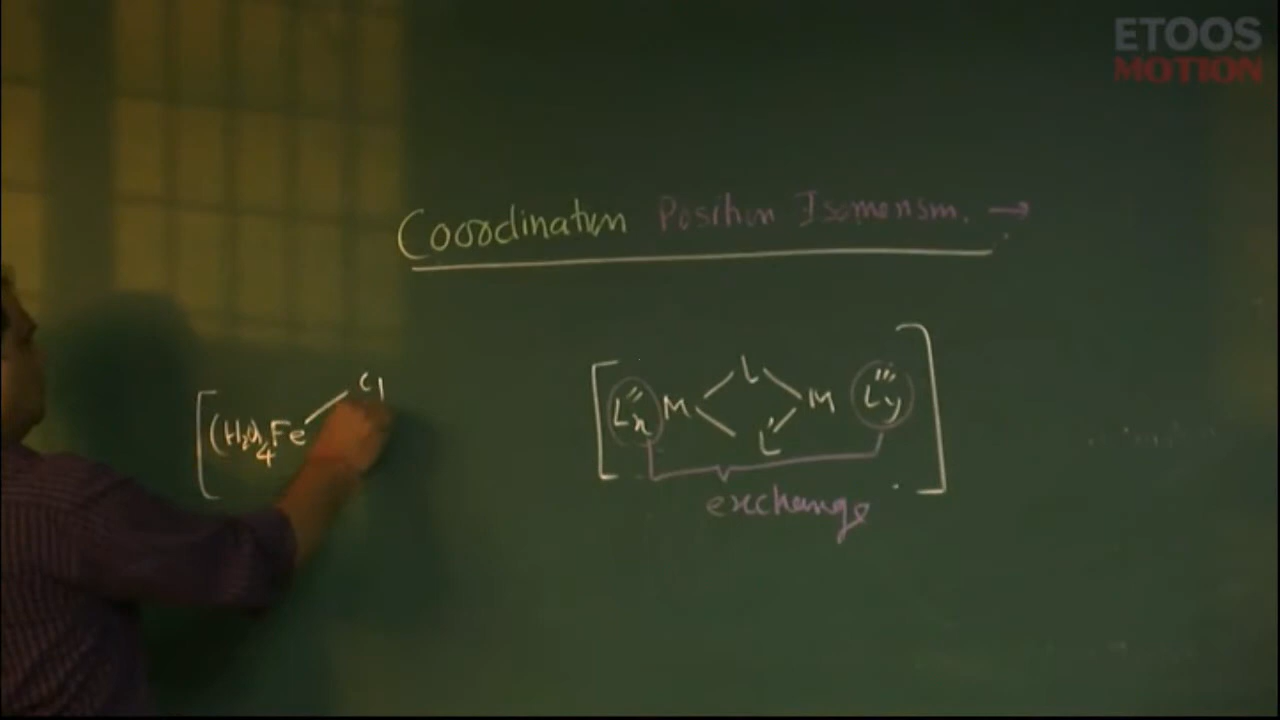 ETOOS
MOTION
Coordination Position Isomerism. →
[(H₂O)₄Fe Cl
[L''ₙ M L L' M L'''y]
exchange